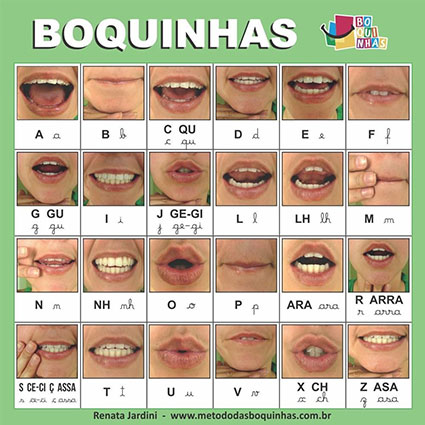 BOQUINHAS
BOQUINHAS
A a
B b
C QU
c qu
D d
E e
F f
G GU
g gu
I i
J GE-GI
j ge-gi
L l
LH lh
M m
N n
NH nh
O o
P p
ARA ara
R ARRA
r arra
S CE-CI Ç ASSA
s ce-ci ç assa
T t
U u
V v
X CH
x ch
Z ASA
z asa
Renata Jardini - www.metododasboquinhas.com.br